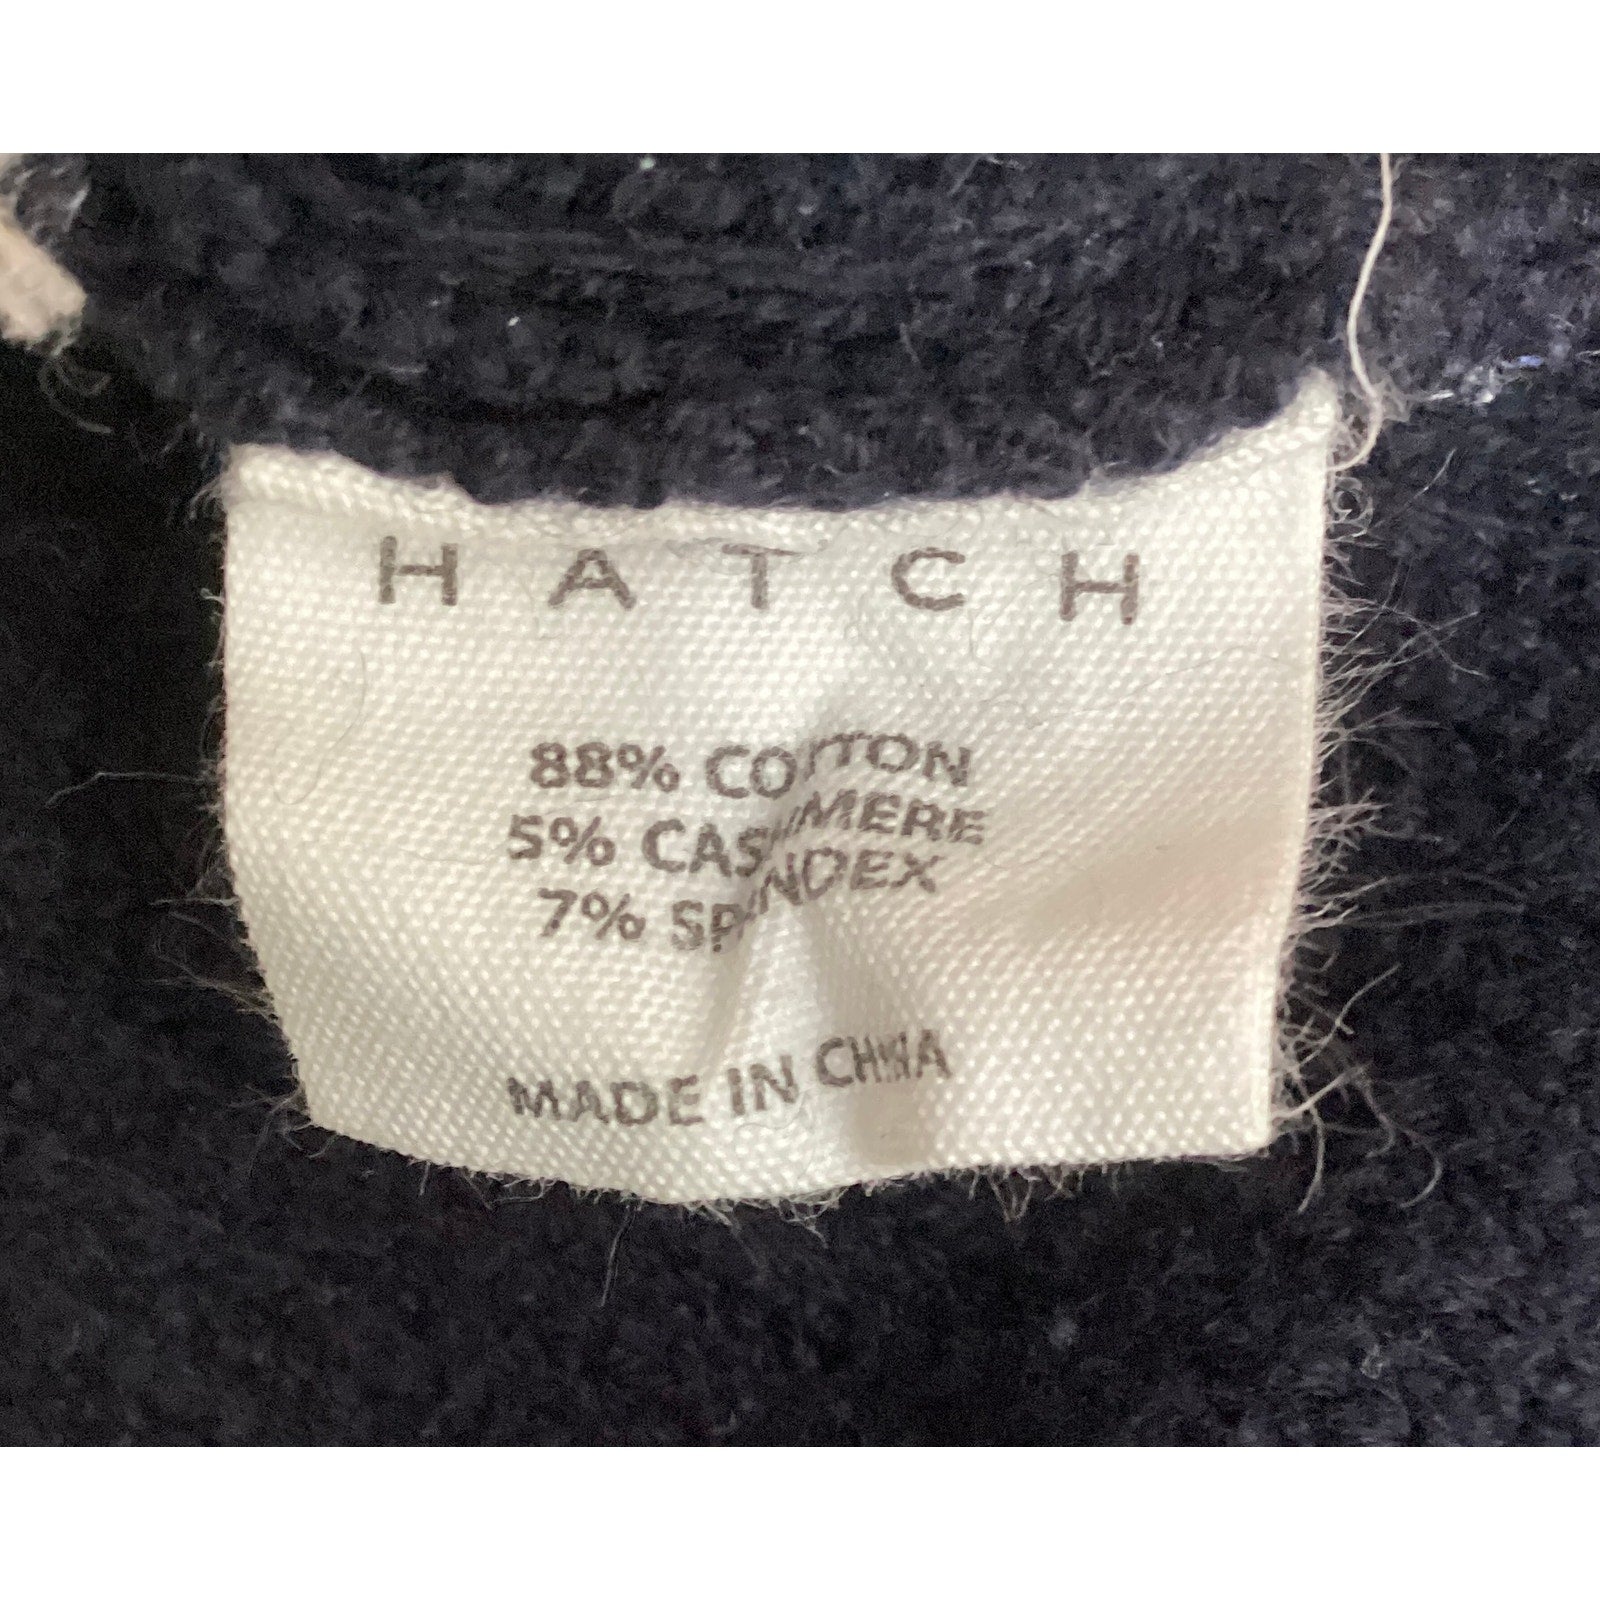 HATCH
88% COTTON
5% CASHMERE
7% SPANDEX
MADE IN CHINA